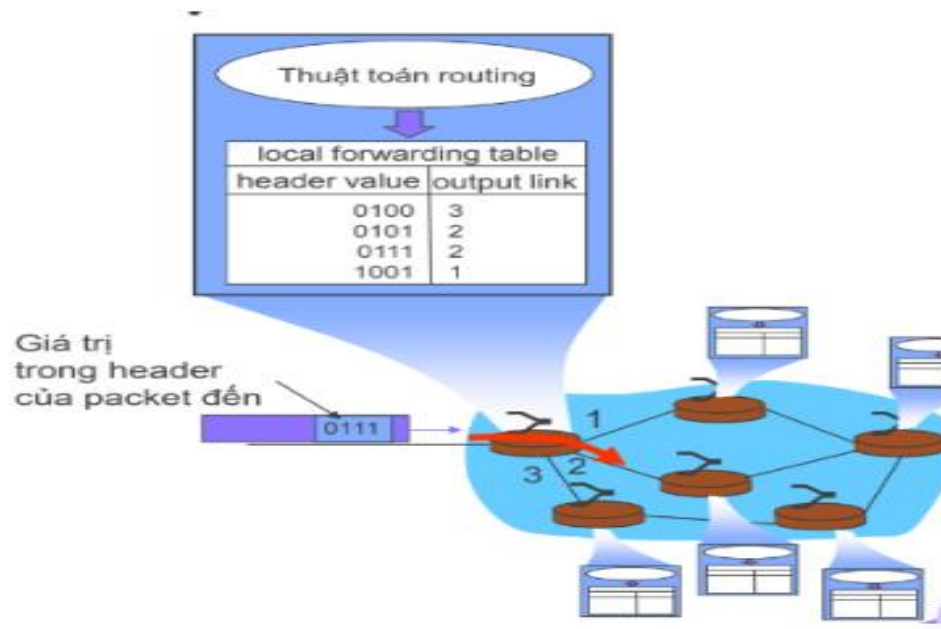 Thuật toán routing
local forwarding table
header value output link
0100 3
0101 2
0111 2
1001 1
Giá trị
trong header
của packet đến
0111
1
2
3